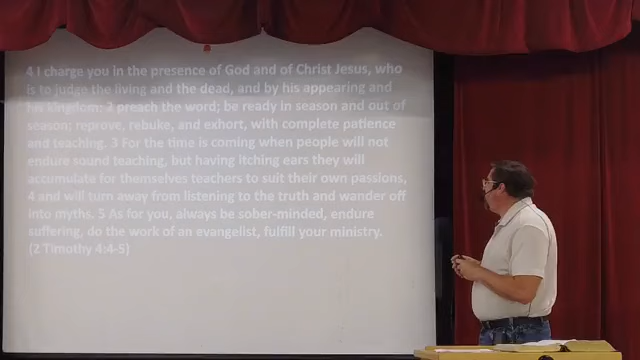 4 I charge you in the presence of God and of Christ Jesus, who
is to judge the living and the dead, and by his appearing and
his kingdom: 2 preach the word; be ready in season and out of
season; reprove, rebuke, and exhort, with complete patience
and teaching. 3 For the time is coming when people will not
endure sound teaching, but having itching ears they will
accumulate for themselves teachers to suit their own passions,
4 and will turn away from listening to the truth and wander off
into myths. 5 As for you, always be sober-minded, endure
suffering, do the work of an evangelist, fulfill your ministry.
(2 Timothy 4:4-5)